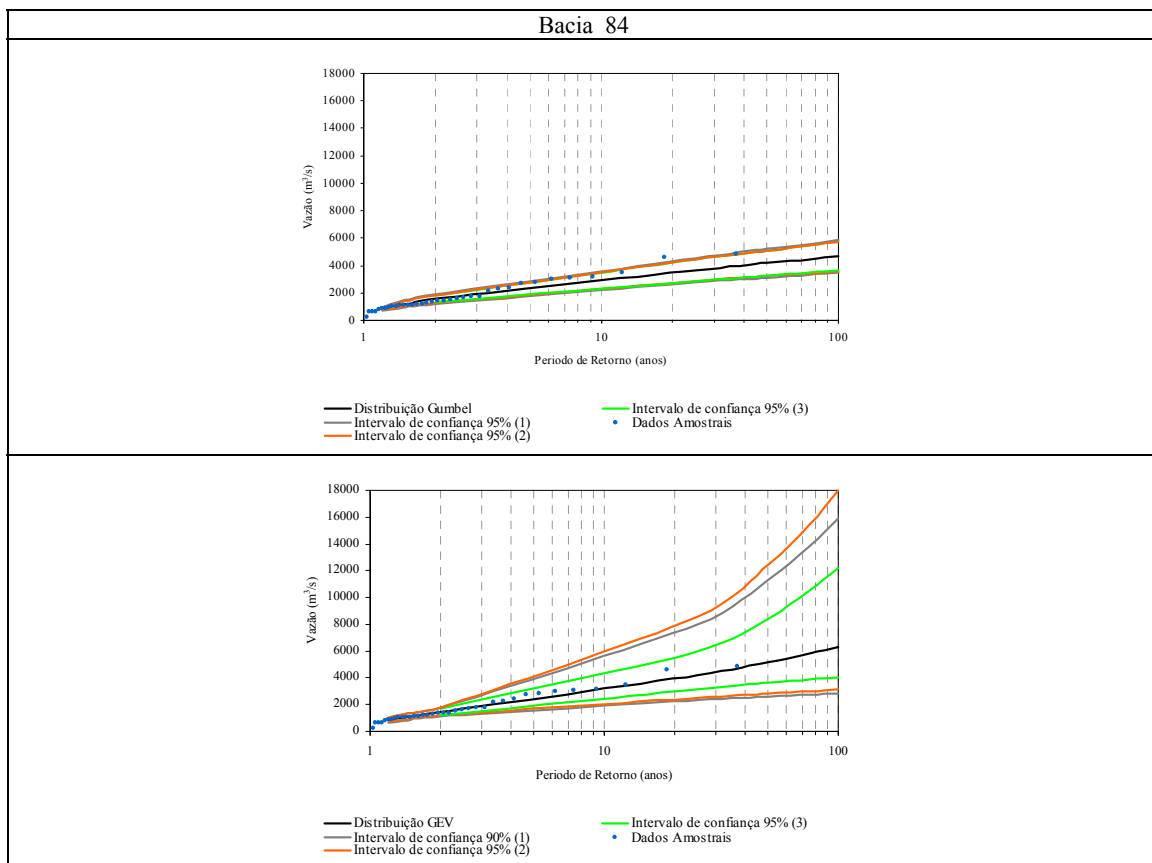 Bacia 84
18000
16000
14000
12000
10000
8000
6000
4000
2000
0
Vazão (m³/s)
1 10 100
Periodo de Retorno (anos)
Distribuição Gumbel
Intervalo de confiança 95% (1)
Intervalo de confiança 95% (2)
Intervalo de confiança 95% (3)
Dados Amostrais
18000
16000
14000
12000
10000
8000
6000
4000
2000
0
Vazão (m³/s)
1 10 100
Periodo de Retorno (anos)
Distribuição GEV
Intervalo de confiança 90% (1)
Intervalo de confiança 95% (2)
Intervalo de confiança 95% (3)
Dados Amostrais